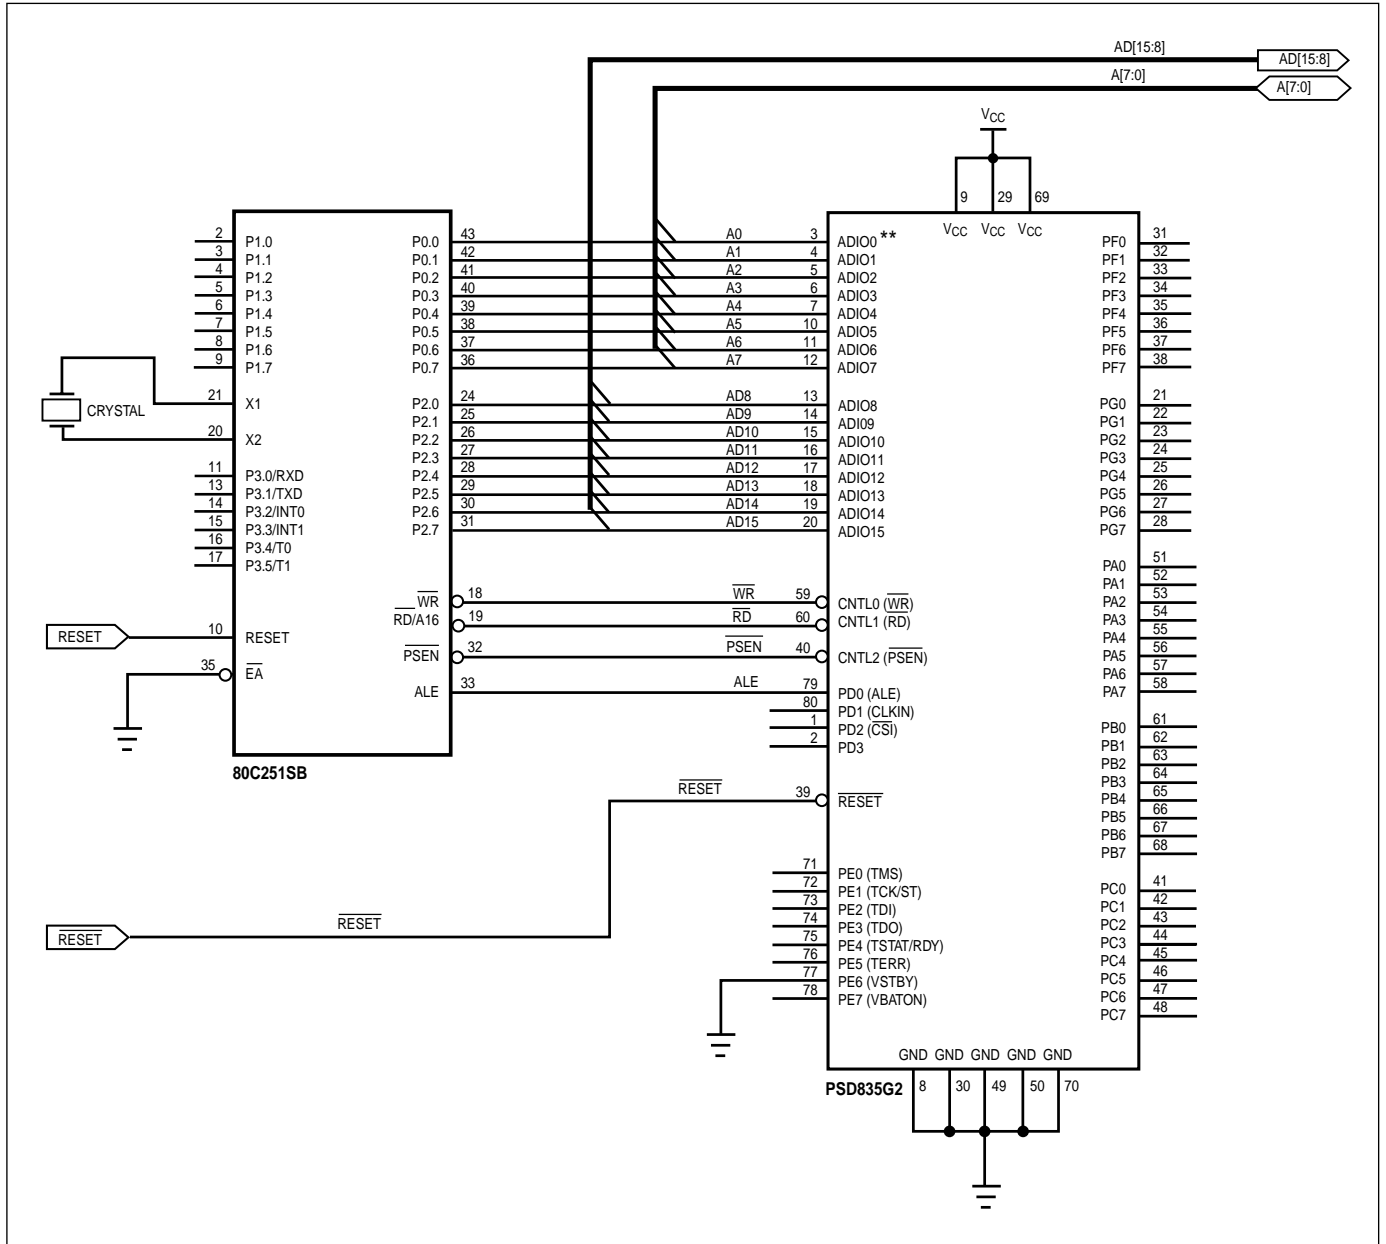 AD[15:8]
AD[15:8]
A[7:0]
A[7:0]
VCC
9 29 69
VCC VCC VCC
2 P1.0
3 P1.1
4 P1.2
5 P1.3
6 P1.4
7 P1.5
8 P1.6
9 P1.7
21 X1
CRYSTAL
20 X2
11 P3.0/RXD
13 P3.1/TXD
14 P3.2/INT0
15 P3.3/INT1
16 P3.4/T0
17 P3.5/T1
RESET 10 RESET
35 E̅A̅
P0.0 43 A0 3 ADIO0 **
P0.1 42 A1 4 ADIO1
P0.2 41 A2 5 ADIO2
P0.3 40 A3 6 ADIO3
P0.4 39 A4 7 ADIO4
P0.5 38 A5 10 ADIO5
P0.6 37 A6 11 ADIO6
P0.7 36 A7 12 ADIO7
P2.0 24 AD8 13 ADIO8
P2.1 25 AD9 14 ADI09
P2.2 26 AD10 15 ADIO10
P2.3 27 AD11 16 ADIO11
P2.4 28 AD12 17 ADIO12
P2.5 29 AD13 18 ADIO13
P2.6 30 AD14 19 ADIO14
P2.7 31 AD15 20 ADIO15
W̅R̅ 18 W̅R̅ 59 CNTL0 (W̅R̅)
R̅D̅/A16 19 R̅D̅ 60 CNTL1 (R̅D̅)
P̅S̅E̅N̅ 32 P̅S̅E̅N̅ 40 CNTL2 (P̅S̅E̅N̅)
ALE 33 ALE 79 PD0 (ALE)
80 PD1 (CLKIN)
1 PD2 (C̅S̅I̅)
2 PD3
80C251SB
R̅E̅S̅E̅T̅ 39 R̅E̅S̅E̅T̅
71 PE0 (TMS)
72 PE1 (TCK/ST)
73 PE2 (TDI)
74 PE3 (TDO)
75 PE4 (TSTAT/RDY)
76 PE5 (TERR)
77 PE6 (VSTBY)
78 PE7 (VBATON)
R̅E̅S̅E̅T̅ R̅E̅S̅E̅T̅
PF0 31
PF1 32
PF2 33
PF3 34
PF4 35
PF5 36
PF6 37
PF7 38
PG0 21
PG1 22
PG2 23
PG3 24
PG4 25
PG5 26
PG6 27
PG7 28
PA0 51
PA1 52
PA2 53
PA3 54
PA4 55
PA5 56
PA6 57
PA7 58
PB0 61
PB1 62
PB2 63
PB3 64
PB4 65
PB5 66
PB6 67
PB7 68
PC0 41
PC1 42
PC2 43
PC3 44
PC4 45
PC5 46
PC6 47
PC7 48
GND GND GND GND GND
PSD835G2 8 30 49 50 70